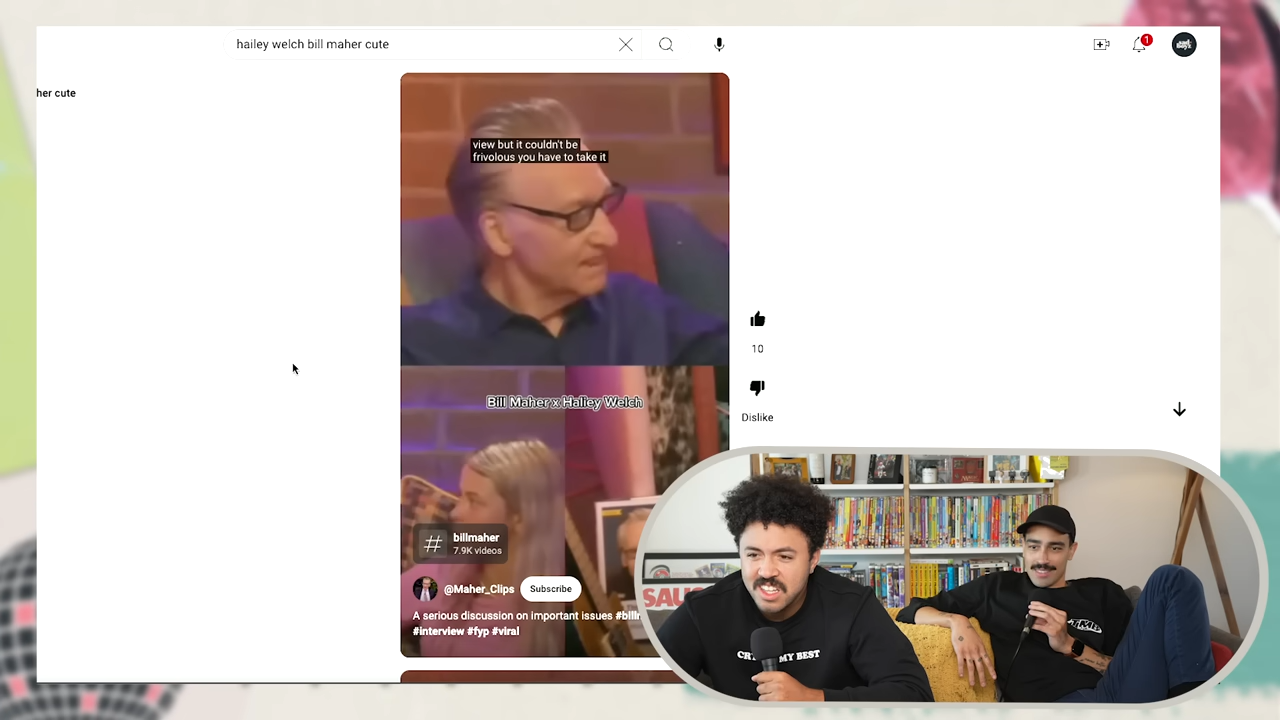 hailey welch bill maher cute
1
her cute
view but it couldn't be
frivolous you have to take it
10
Dislike
Bill Maher x Hailey Welch
#
billmaher
7.9K videos
@Maher_Clips
Subscribe
A serious discussion on important issues
#interview #fyp #viral
MY BEST